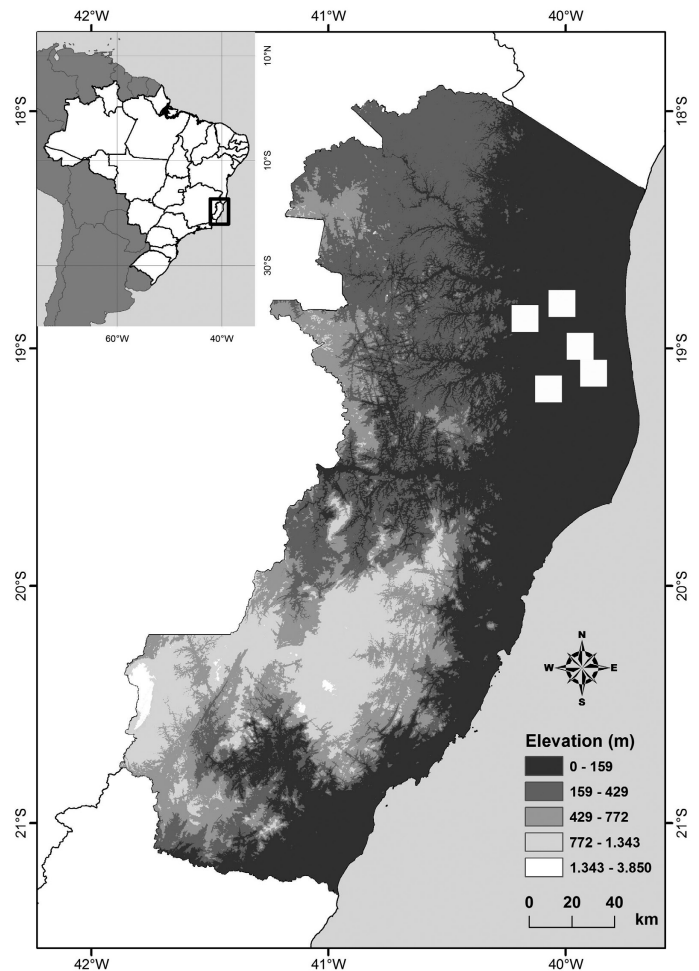 42°W 41°W 40°W
10°N
10°S
30°S
60°W 40°W
18°S 18°S
19°S 19°S
20°S 20°S
21°S 21°S
N
W E
S
Elevation (m)
0 - 159
159 - 429
429 - 772
772 - 1.343
1.343 - 3.850
0 20 40
km
42°W 41°W 40°W